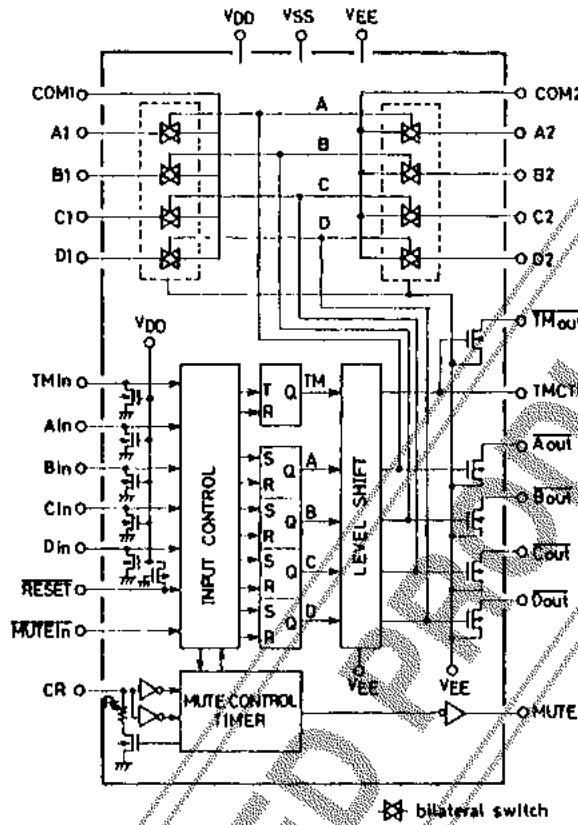 VDD VSS VEE
COM1 A COM2
A1 A2
B
B1 B2
C
C1 C2
D
D1 D2
VDD
TMout
TMIn T Q TM TMCTL
R
AIn Aout
BIn S Q A
R
Bout
CIn S Q B
R
Din S Q C
R
Cout
RESET S Q D
R
Dout
MUTEIn
INPUT CONTROL
LEVEL SHIFT
VEE VEE
CR R
MUTE CONTROL
TIMER
MUTE
bilateral switch